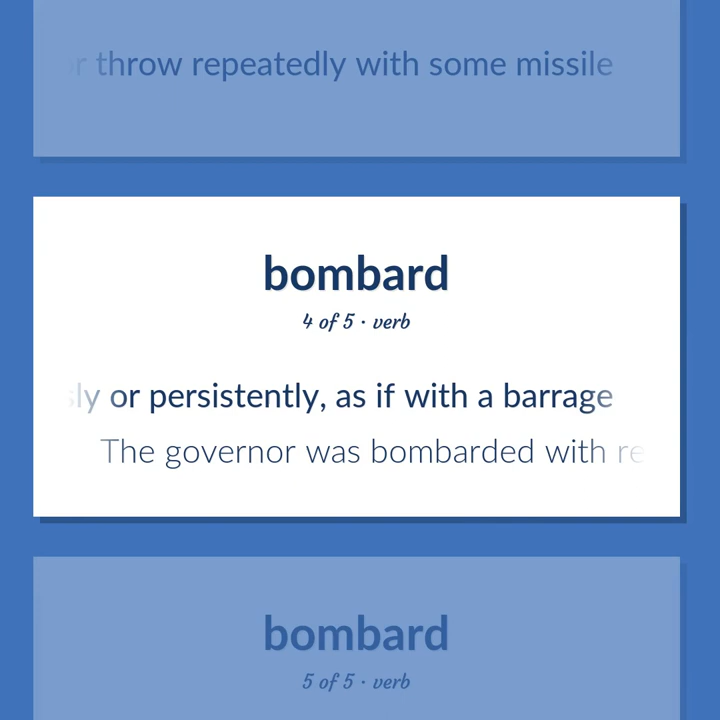 throw repeatedly with some missile
bombard
4 of 5 · verb
or persistently, as if with a barrage
The governor was bombarded with
bombard
5 of 5 · verb